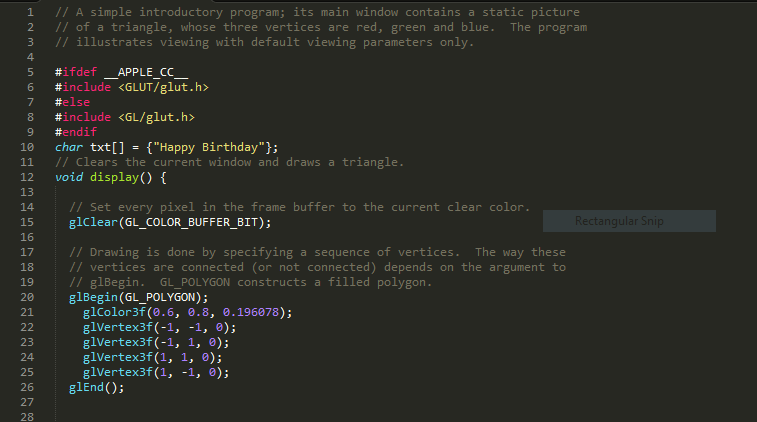 1 // A simple introductory program; its main window contains a static picture
2 // of a triangle, whose three vertices are red, green and blue.  The program
3 // illustrates viewing with default viewing parameters only.
4
5 #ifdef __APPLE_CC__
6 #include <GLUT/glut.h>
7 #else
8 #include <GL/glut.h>
9 #endif
10 char txt[] = {"Happy Birthday"};
11 // Clears the current window and draws a triangle.
12 void display() {
13
14   // Set every pixel in the frame buffer to the current clear color.
15   glClear(GL_COLOR_BUFFER_BIT);
Rectangular Snip
16
17   // Drawing is done by specifying a sequence of vertices.  The way these
18   // vertices are connected (or not connected) depends on the argument to
19   // glBegin.  GL_POLYGON constructs a filled polygon.
20   glBegin(GL_POLYGON);
21     glColor3f(0.6, 0.8, 0.196078);
22     glVertex3f(-1, -1, 0);
23     glVertex3f(-1, 1, 0);
24     glVertex3f(1, 1, 0);
25     glVertex3f(1, -1, 0);
26   glEnd();
27
28